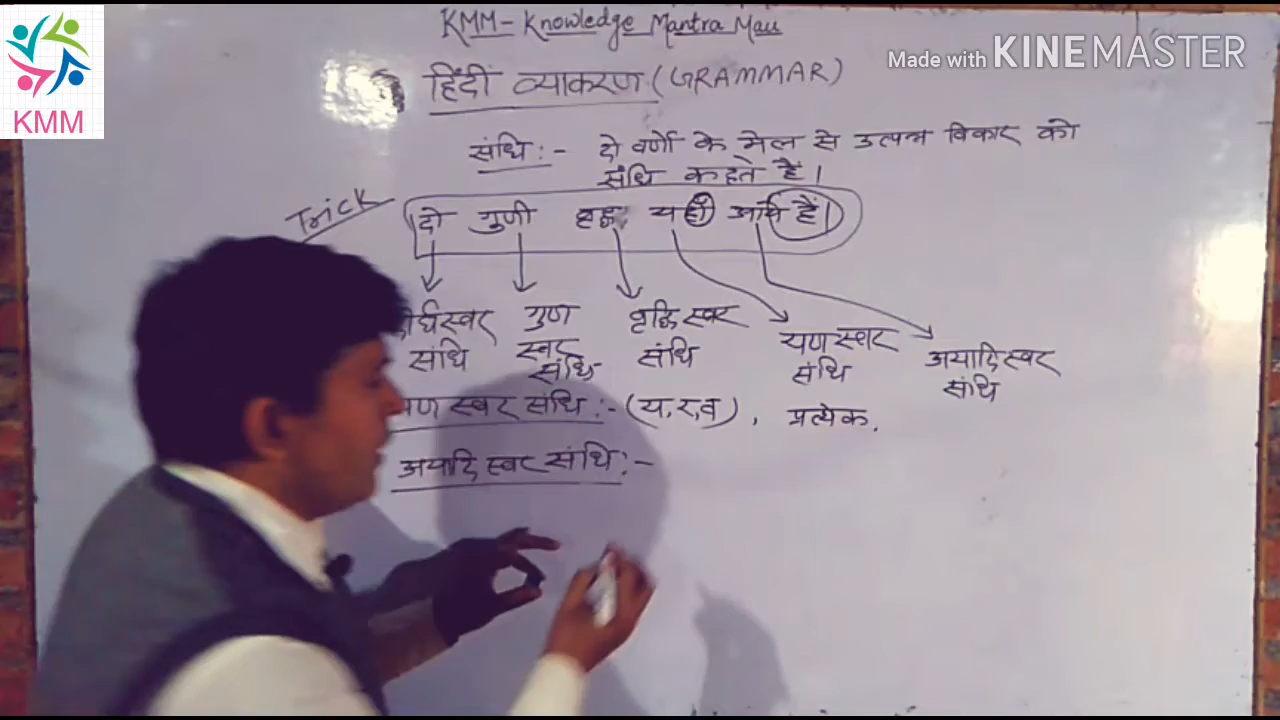 KMM- Knowledge Mantra Mau
Made with KINEMASTER
KMM
हिंदी व्याकरण (GRAMMAR)
संधि :- दो वर्णो के मेल से उत्पन्न विकार को
संधि कहते हैं।
Trick
दो गुणी यहाँ हैं।
स्वर गुण वृद्धि स्वर
संधि स्वर संधि
संधि
यण स्वर
संधि
अयादि स्वर
संधि
यण स्वर संधि :- (य,र,व) , प्रत्येक,
अयादि स्वर संधि :-